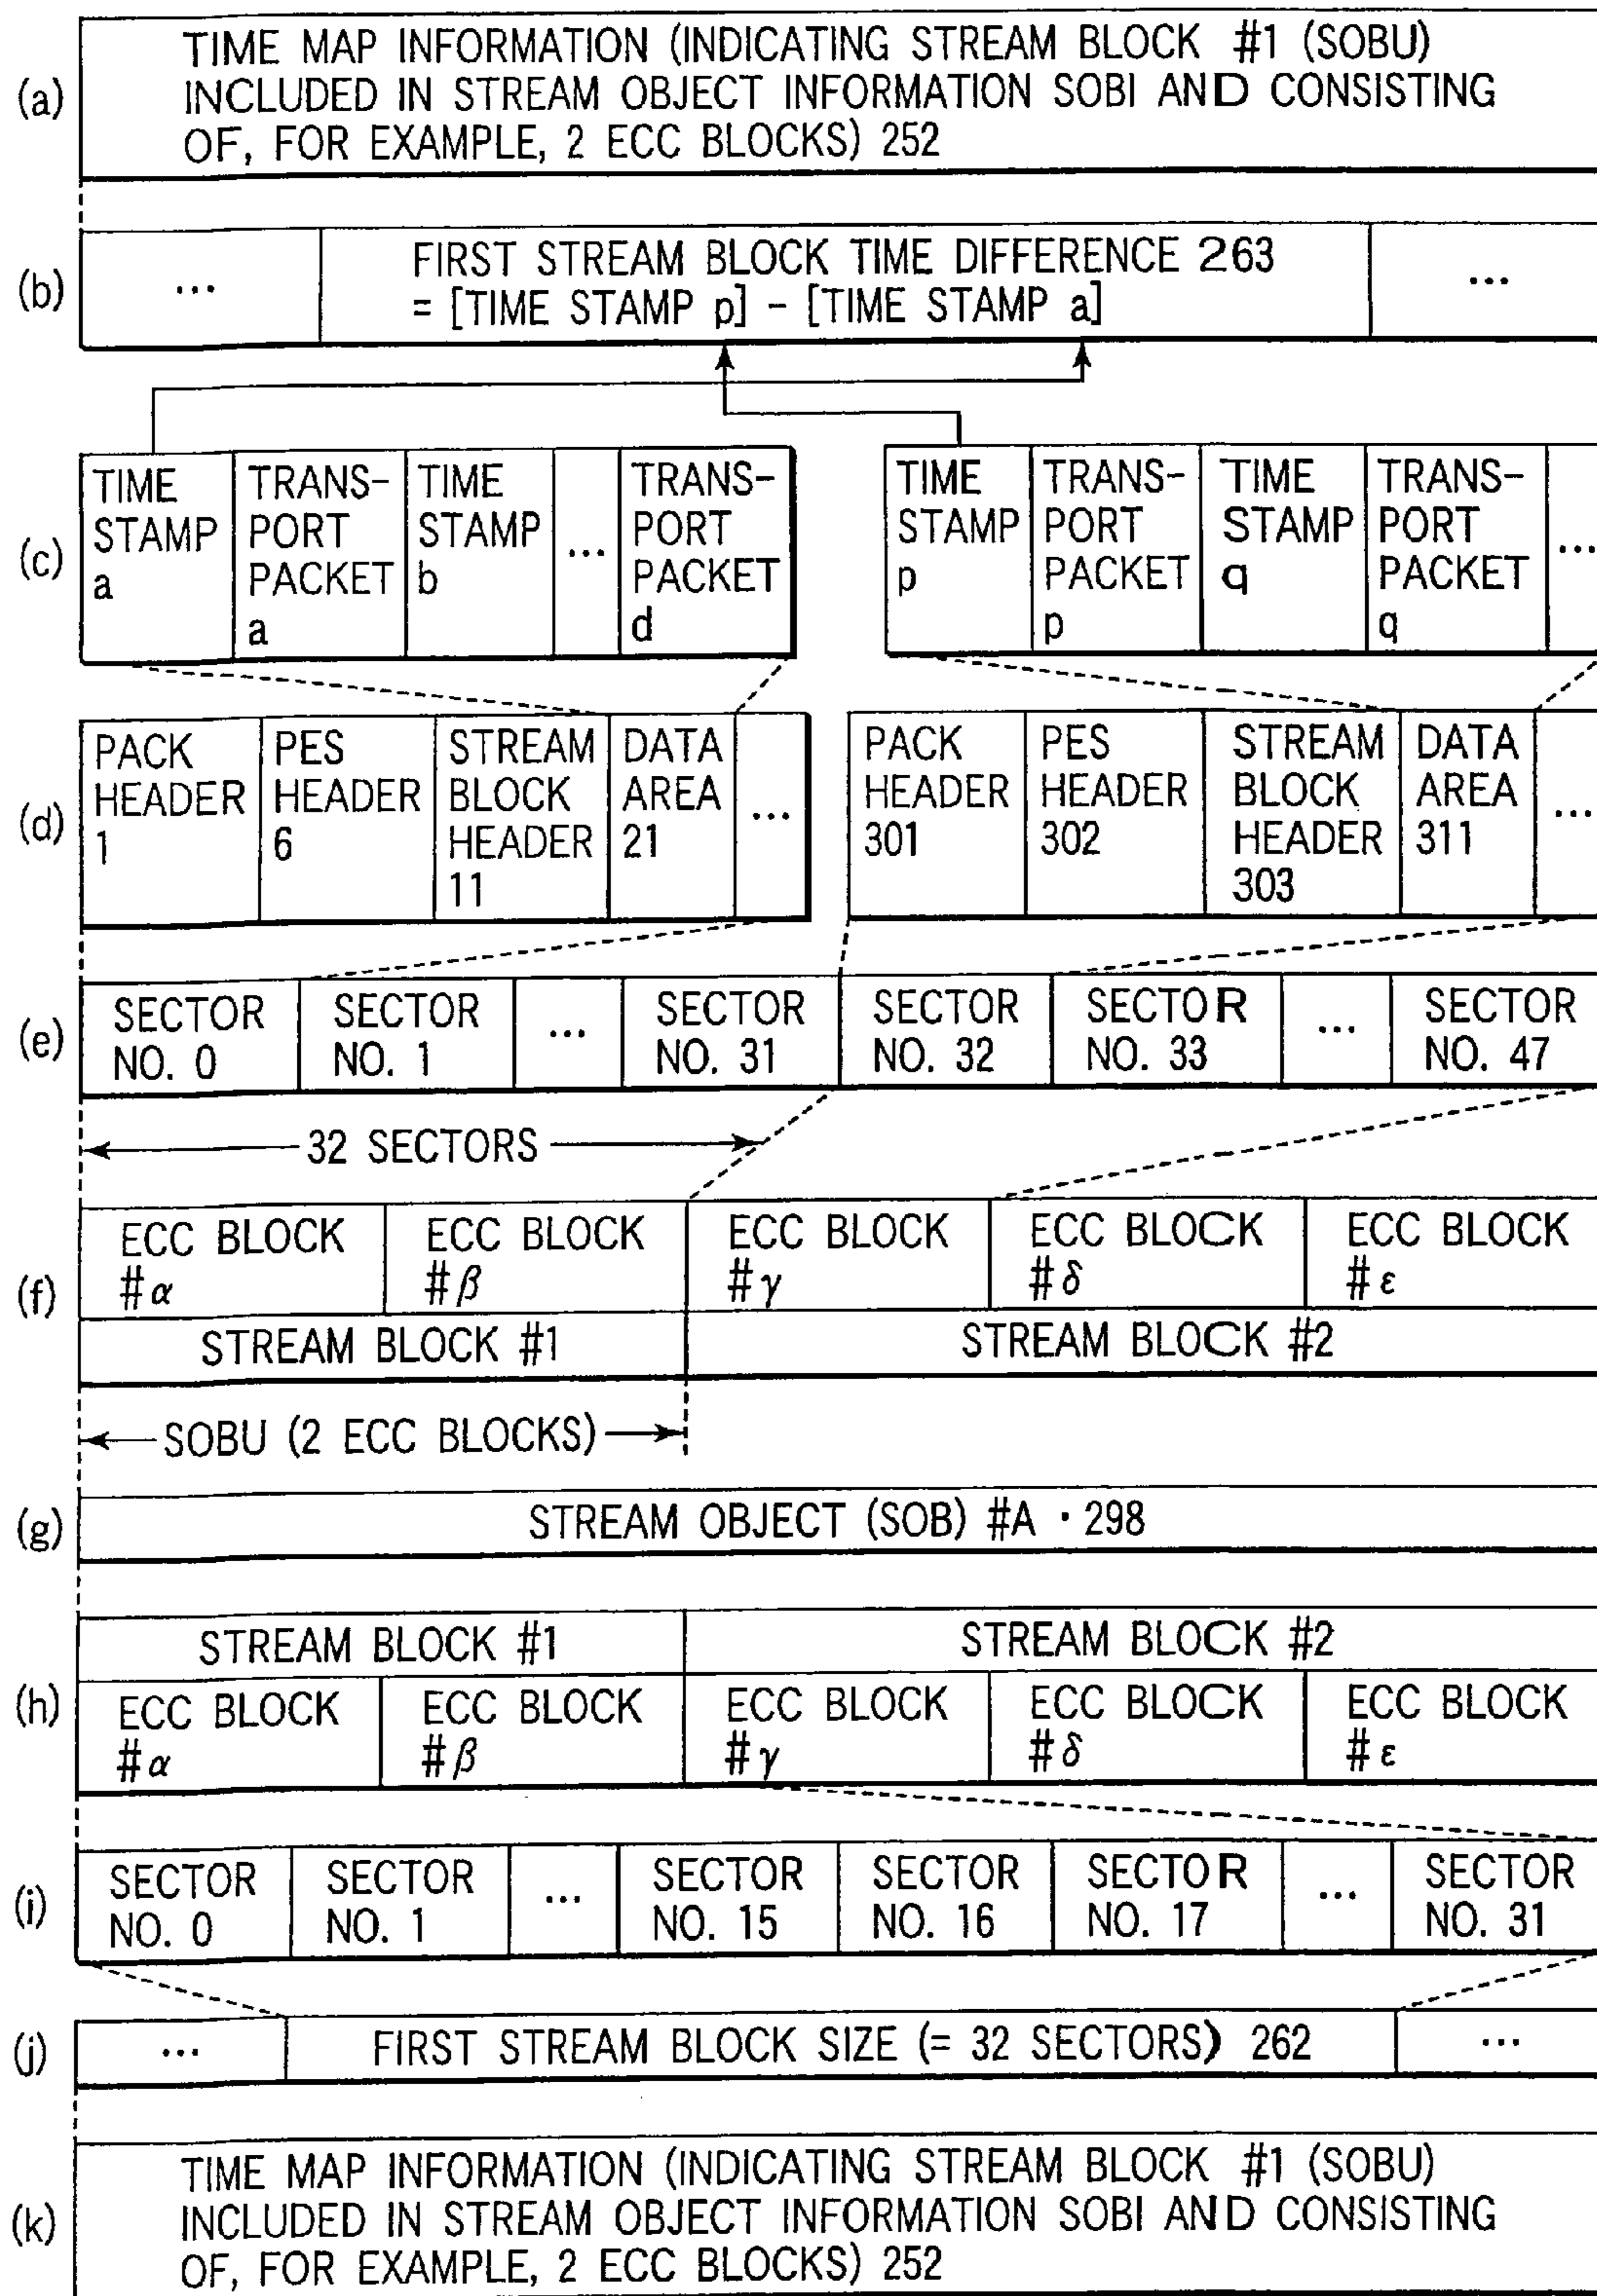 (a)
TIME MAP INFORMATION (INDICATING STREAM BLOCK #1 (SOBU)
INCLUDED IN STREAM OBJECT INFORMATION SOBI AND CONSISTING
OF, FOR EXAMPLE, 2 ECC BLOCKS) 252
(b)
...
FIRST STREAM BLOCK TIME DIFFERENCE 263
= [TIME STAMP p] - [TIME STAMP a]
...
(c)
TIME
STAMP
a
TRANS-
PORT
PACKET
a
TIME
STAMP
b
...
TRANS-
PORT
PACKET
d
TIME
STAMP
p
TRANS-
PORT
PACKET
p
TIME
STAMP
q
TRANS-
PORT
PACKET
q
...
(d)
PACK
HEADER
1
PES
HEADER
6
STREAM
BLOCK
HEADER
11
DATA
AREA
21
...
PACK
HEADER
301
PES
HEADER
302
STREAM
BLOCK
HEADER
303
DATA
AREA
311
...
(e)
SECTOR
NO. 0
SECTOR
NO. 1
...
SECTOR
NO. 31
SECTOR
NO. 32
SECTOR
NO. 33
...
SECTOR
NO. 47
32 SECTORS
(f)
ECC BLOCK
#α
ECC BLOCK
#β
ECC BLOCK
#γ
ECC BLOCK
#δ
ECC BLOCK
#ε
STREAM BLOCK #1
STREAM BLOCK #2
SOBU (2 ECC BLOCKS)
(g)
STREAM OBJECT (SOB) #A · 298
(h)
STREAM BLOCK #1
STREAM BLOCK #2
ECC BLOCK
#α
ECC BLOCK
#β
ECC BLOCK
#γ
ECC BLOCK
#δ
ECC BLOCK
#ε
(i)
SECTOR
NO. 0
SECTOR
NO. 1
...
SECTOR
NO. 15
SECTOR
NO. 16
SECTOR
NO. 17
...
SECTOR
NO. 31
(j)
...
FIRST STREAM BLOCK SIZE (= 32 SECTORS) 262
...
(k)
TIME MAP INFORMATION (INDICATING STREAM BLOCK #1 (SOBU)
INCLUDED IN STREAM OBJECT INFORMATION SOBI AND CONSISTING
OF, FOR EXAMPLE, 2 ECC BLOCKS) 252